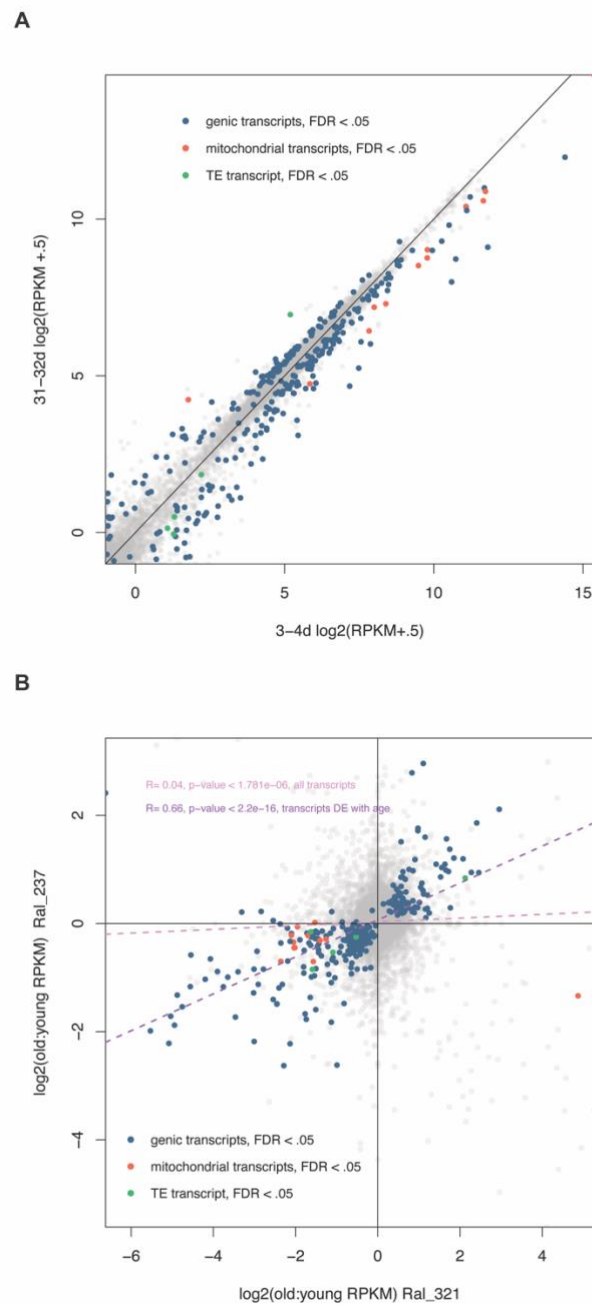 A
genic transcripts, FDR < .05
mitochondrial transcripts, FDR < .05
TE transcript, FDR < .05
31−32d log2(RPKM +.5)
10
5
0
0
5
10
15
3−4d log2(RPKM+.5)
B
R= 0.04, p−value < 1.781e−06, all transcripts
R= 0.66, p−value < 2.2e−16, transcripts DE with age
log2(old:young RPKM) Ral_237
2
0
−2
−4
genic transcripts, FDR < .05
mitochondrial transcripts, FDR < .05
TE transcript, FDR < .05
−6
−4
−2
0
2
4
log2(old:young RPKM) Ral_321